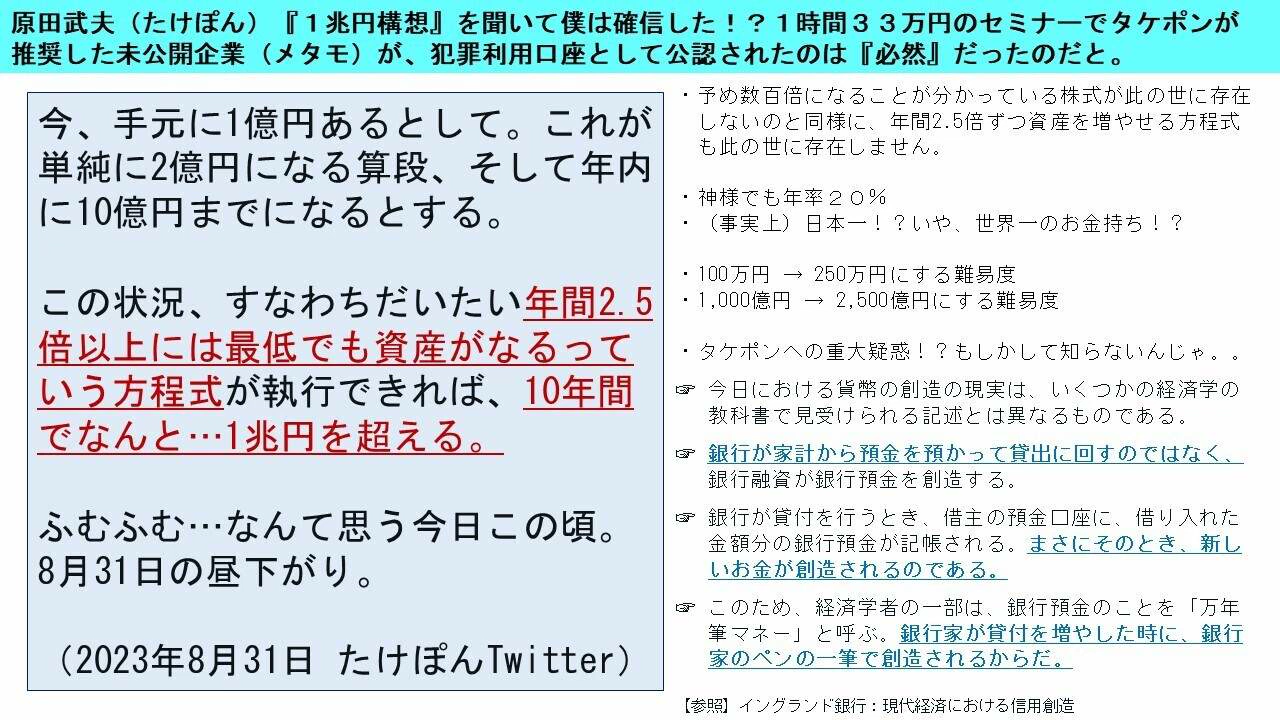 原田武夫（たけぽん）『１兆円構想』を聞いて僕は確信した！？１時間３３万円のセミナーでタケポンが
推奨した未公開企業（メタモ）が、犯罪利用口座として公認されたのは『必然』だったのだと。
今、手元に1億円あるとして。これが
単純に2億円になる算段、そして年内
に10億円までになるとする。
この状況、すなわちだいたい年間2.5
倍以上には最低でも資産がなるって
いう方程式が執行できれば、10年間
でなんと…1兆円を超える。
ふむふむ…なんて思う今日この頃。
8月31日の昼下がり。
（2023年8月31日 たけぽんTwitter）
・予め数百倍になることが分かっている株式が此の世に存在
しないのと同様に、年間2.5倍ずつ資産を増やせる方程式
も此の世に存在しません。
・神様でも年率２０％
・（事実上）日本一！？いや、世界一のお金持ち！？
・100万円 → 250万円にする難易度
・1,000億円 → 2,500億円にする難易度
・タケポンへの重大疑惑！？もしかして知らないんじゃ。。
☞ 今日における貨幣の創造の現実は、いくつかの経済学の
教科書で見受けられる記述とは異なるものである。
☞ 銀行が家計から預金を預かって貸出に回すのではなく、
銀行融資が銀行預金を創造する。
☞ 銀行が貸付を行うとき、借主の預金口座に、借り入れた
金額分の銀行預金が記帳される。まさにそのとき、新し
いお金が創造されるのである。
☞ このため、経済学者の一部は、銀行預金のことを「万年
筆マネー」と呼ぶ。銀行家が貸付を増やした時に、銀行
家のペンの一筆で創造されるからだ。
【参照】イングランド銀行：現代経済における信用創造